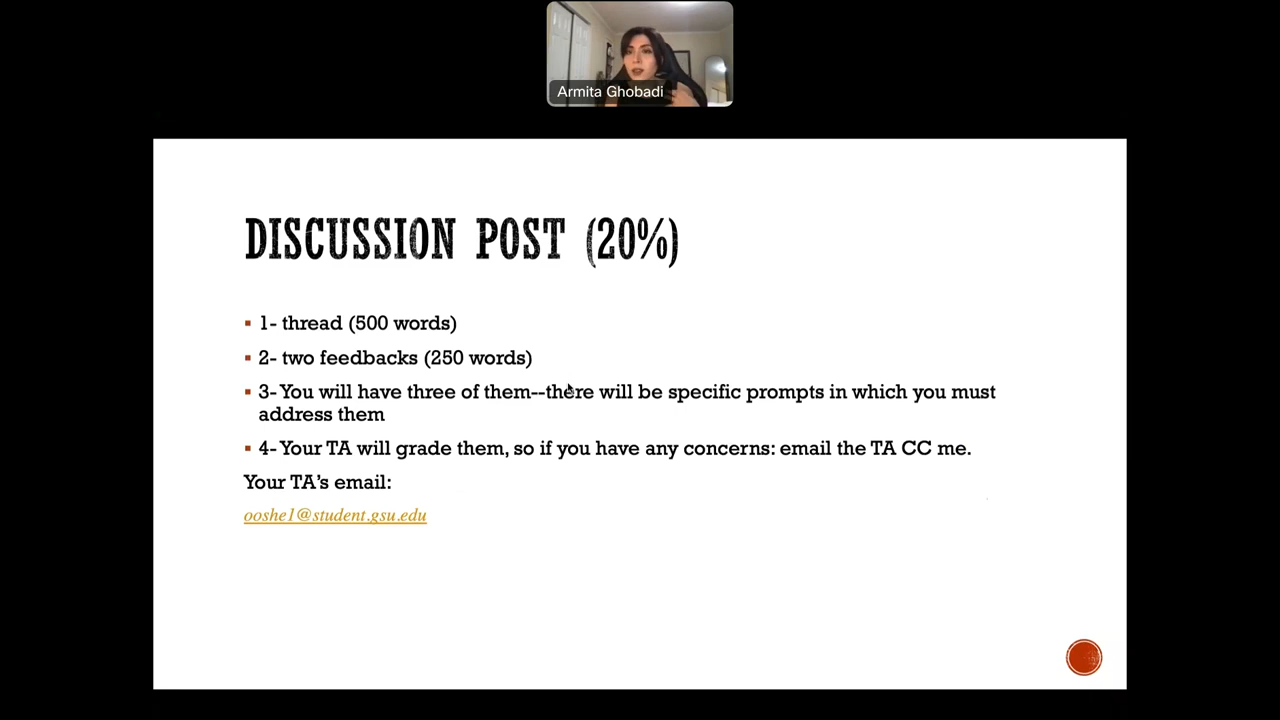 Armita Ghobadi
DISCUSSION POST (20%)
1- thread (500 words)
2- two feedbacks (250 words)
3- You will have three of them--there will be specific prompts in which you must
address them
4- Your TA will grade them, so if you have any concerns: email the TA CC me.
Your TA’s email:
ooshe1@student.gsu.edu